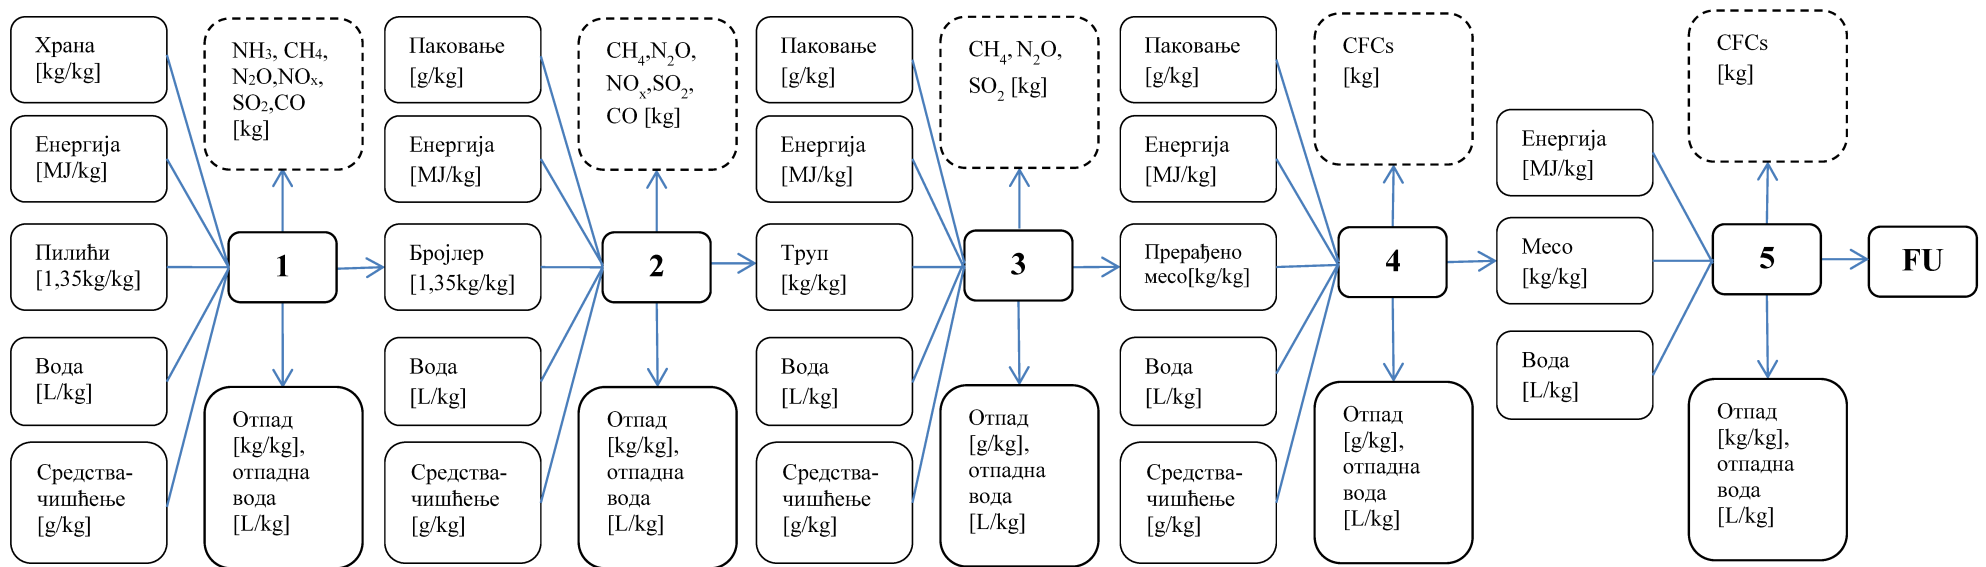 Храна
[kg/kg]
Енергија
[MJ/kg]
Пилићи
[1,35kg/kg]
Вода
[L/kg]
Средства-
чишћење
[g/kg]
NH₃, CH₄,
N₂O,NOₓ,
SO₂,CO
[kg]
1
Отпад
[kg/kg],
отпадна
вода
[L/kg]
Паковање
[g/kg]
Енергија
[MJ/kg]
Бројлер
[1,35kg/kg]
Вода
[L/kg]
Средства-
чишћење
[g/kg]
CH₄,N₂O,
NOₓ,SO₂,
CO [kg]
2
Отпад
[kg/kg],
отпадна
вода
[L/kg]
Паковање
[g/kg]
Енергија
[MJ/kg]
Труп
[kg/kg]
Вода
[L/kg]
Средства-
чишћење
[g/kg]
CH₄, N₂O,
SO₂ [kg]
3
Отпад
[g/kg],
отпадна
вода
[L/kg]
Паковање
[g/kg]
Енергија
[MJ/kg]
Прерађено
месо[kg/kg]
Вода
[L/kg]
Средства-
чишћење
[g/kg]
CFCs
[kg]
4
Отпад
[g/kg],
отпадна
вода
[L/kg]
Енергија
[MJ/kg]
Месо
[kg/kg]
Вода
[L/kg]
CFCs
[kg]
5
Отпад
[kg/kg],
отпадна
вода
[L/kg]
FU